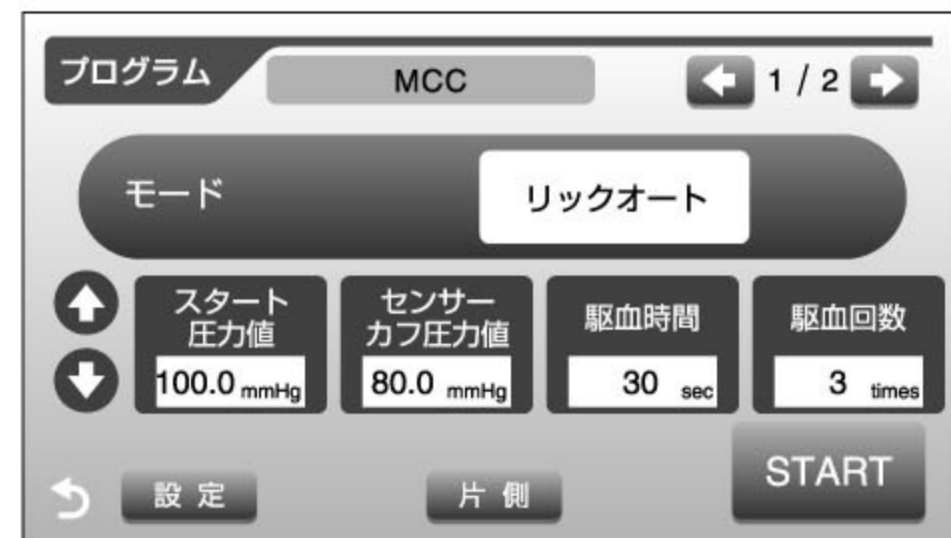 プログラム
MCC
1 / 2
モード
リックオート
スタート
圧力値
100.0 mmHg
センサー
カフ圧力値
80.0 mmHg
駆血時間
30 sec
駆血回数
3 times
設定
片側
START